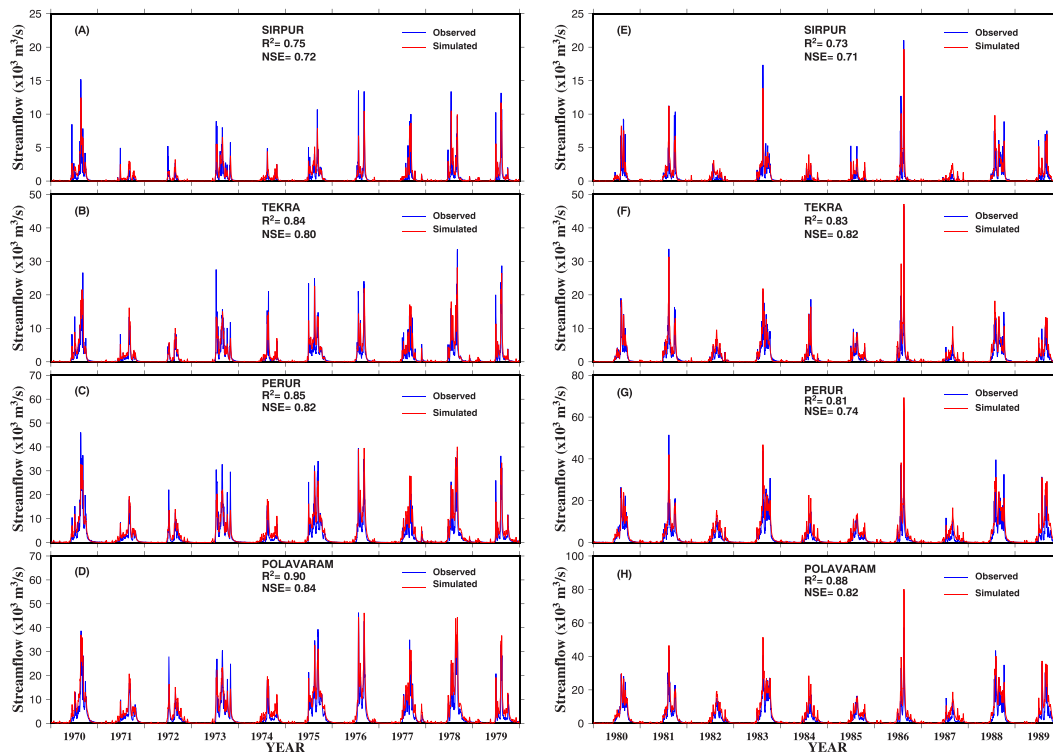 (A)
SIRPUR
R²= 0.75
NSE= 0.72
Observed
Simulated
Streamflow (x10³ m³/s)
25
20
15
10
5
0
(E)
SIRPUR
R²= 0.73
NSE= 0.71
Observed
Simulated
Streamflow (x10³ m³/s)
25
20
15
10
5
0
(B)
TEKRA
R²= 0.84
NSE= 0.80
Observed
Simulated
Streamflow (x10³ m³/s)
50
40
30
20
10
0
(F)
TEKRA
R²= 0.83
NSE= 0.82
Observed
Simulated
Streamflow (x10³ m³/s)
50
40
30
20
10
0
(C)
PERUR
R²= 0.85
NSE= 0.82
Observed
Simulated
Streamflow (x10³ m³/s)
70
60
50
40
30
20
10
0
(G)
PERUR
R²= 0.81
NSE= 0.74
Observed
Simulated
Streamflow (x10³ m³/s)
80
60
40
20
0
(D)
POLAVARAM
R²= 0.90
NSE= 0.84
Observed
Simulated
Streamflow (x10³ m³/s)
70
60
50
40
30
20
10
0
1970 1971 1972 1973 1974 1975 1976 1977 1978 1979
YEAR
(H)
POLAVARAM
R²= 0.88
NSE= 0.82
Observed
Simulated
Streamflow (x10³ m³/s)
100
80
60
40
20
0
1980 1981 1982 1983 1984 1985 1986 1987 1988 1989
YEAR